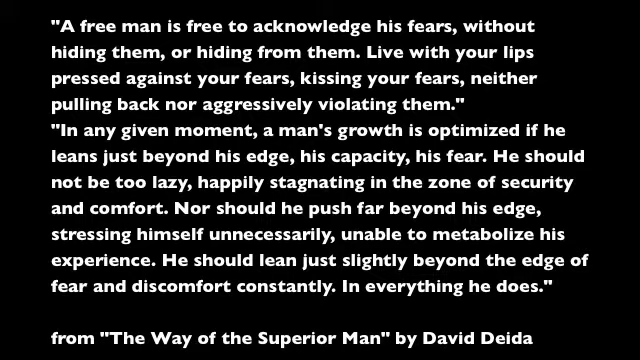 "A free man is free to acknowledge his fears, without
hiding them, or hiding from them. Live with your lips
pressed against your fears, kissing your fears, neither
pulling back nor aggressively violating them."
"In any given moment, a man's growth is optimized if he
leans just beyond his edge, his capacity, his fear. He should
not be too lazy, happily stagnating in the zone of security
and comfort. Nor should he push far beyond his edge,
stressing himself unnecessarily, unable to metabolize his
experience. He should lean just slightly beyond the edge of
fear and discomfort constantly. In everything he does."
from "The Way of the Superior Man" by David Deida